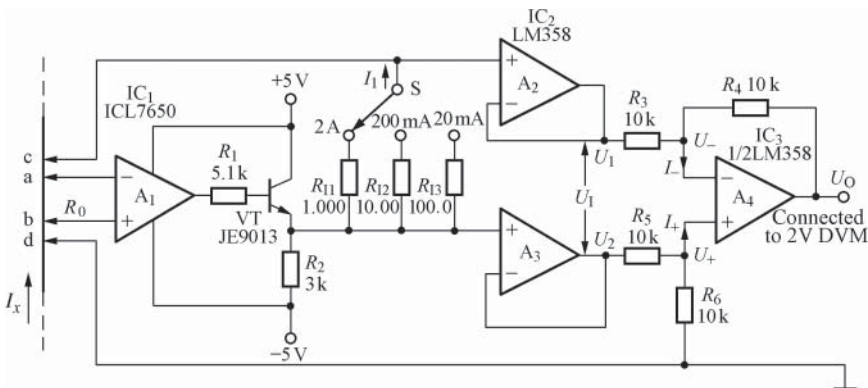 IC2
LM358
+5 V
IC1
ICL7650
I1
S
A2
R4 10 k
R3
10 k
IC3
1/2LM358
2 A
200 mA
20 mA
R1
5.1 k
c
a
b
d
R0
A1
U1
U−
I−
UI
A4
UO
Connected
to 2V DVM
RI1
1.000
RI2
10.00
RI3
100.0
VT
JE9013
R5
10 k
I+
U+
A3
U2
R2
3 k
R6
10 k
Ix
−5 V